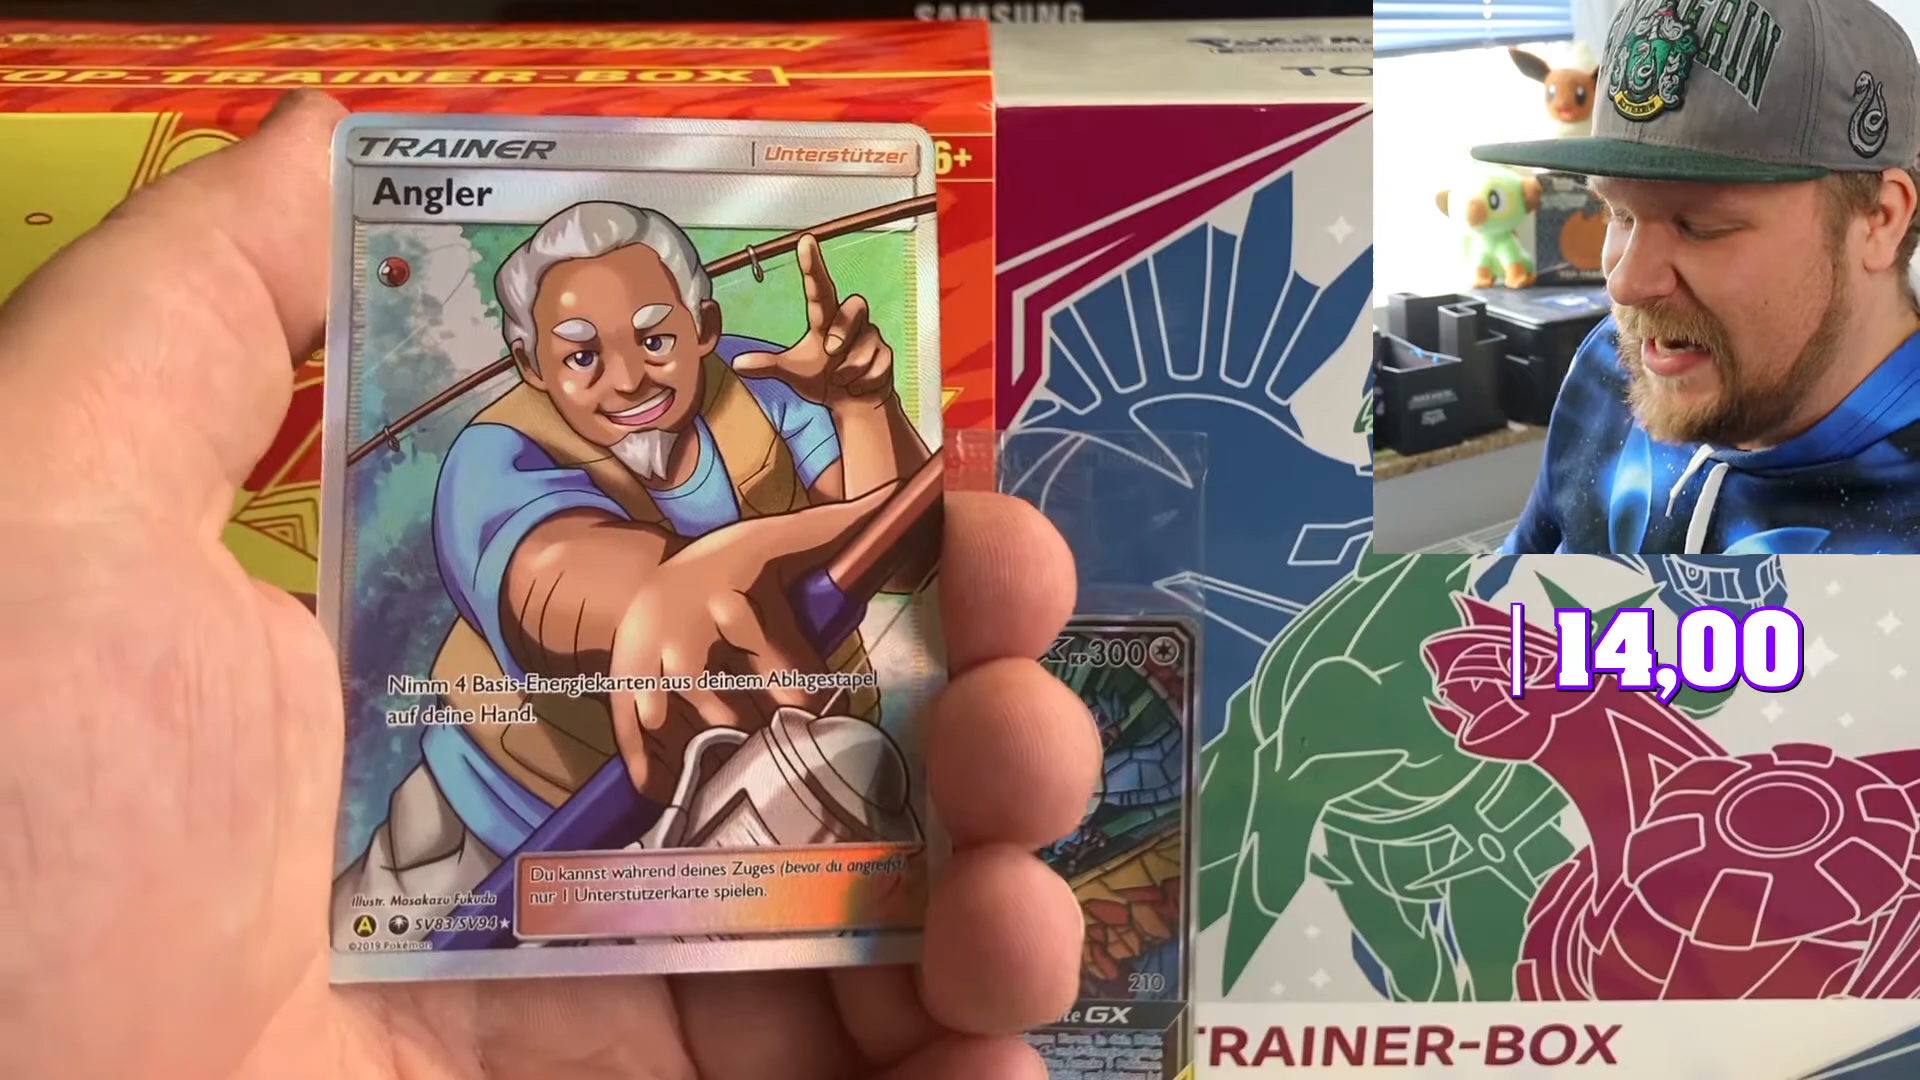 SAMSUNG
TOP-TRAINER-BOX
6+
TRAINER
Unterstützer
Angler
Nimm 4 Basis-Energiekarten aus deinem Ablagestapel
auf deine Hand.
Du kannst während deines Zuges (bevor du angreifst)
nur 1 Unterstützerkarte spielen.
Illustr. Masakazu Fukuda
A SV83/SV94
©2019 Pokémon
KP300
210
GX
14,00
TRAINER-BOX